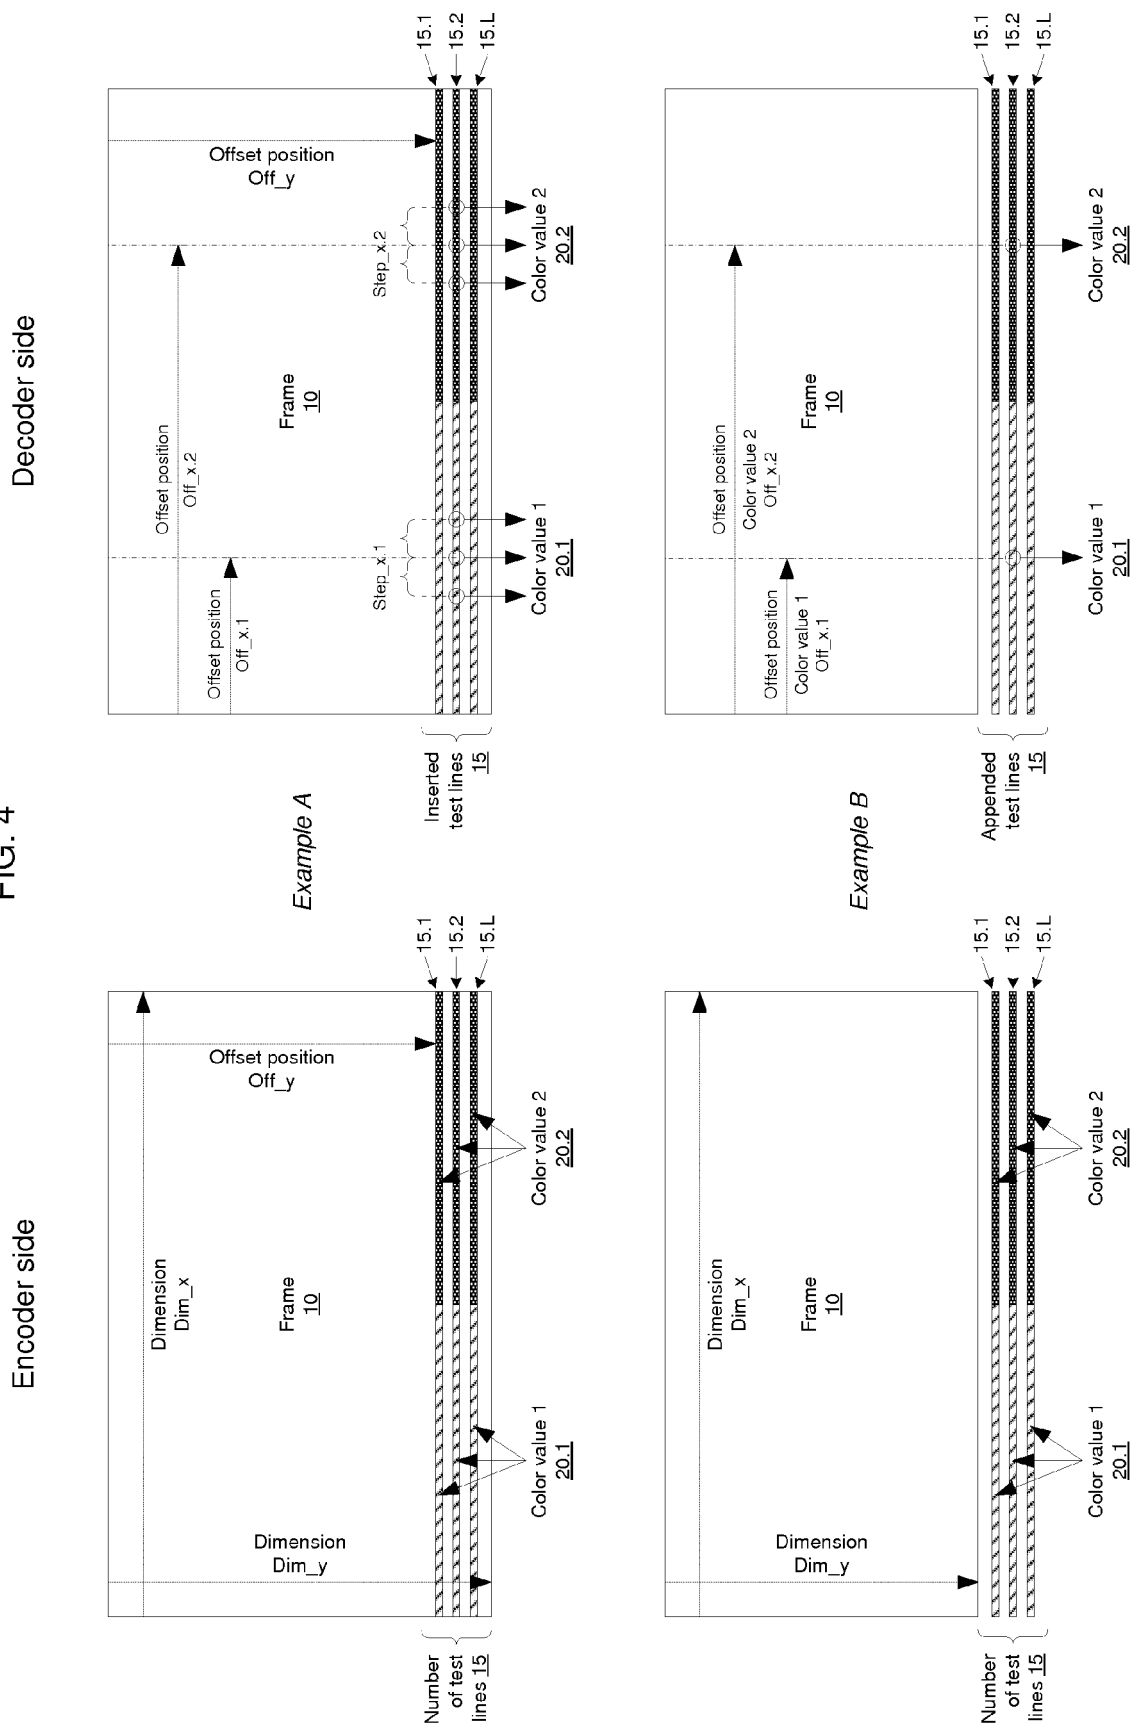 FIG. 4
Encoder side
Decoder side
Example A
Dimension
Dim_x
Offset position
Off_y
Frame
10
Dimension
Dim_y
Number
of test
lines 15
15.1
15.2
15.L
Color value 1
20.1
Color value 2
20.2
Offset position
Off_x.2
Offset position
Off_x.1
Offset position
Off_y
Frame
10
Step_x.1
Step_x.2
Inserted
test lines
15
15.1
15.2
15.L
Color value 1
20.1
Color value 2
20.2
Example B
Dimension
Dim_x
Frame
10
Dimension
Dim_y
Number
of test
lines 15
15.1
15.2
15.L
Color value 1
20.1
Color value 2
20.2
Offset position
Color value 2
Off_x.2
Offset position
Color value 1
Off_x.1
Frame
10
Appended
test lines
15
15.1
15.2
15.L
Color value 1
20.1
Color value 2
20.2